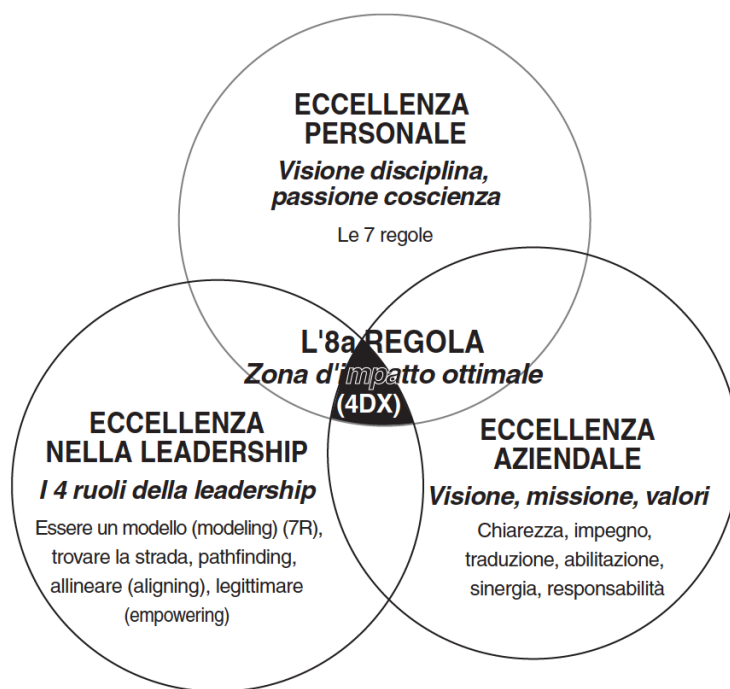 ECCELLENZA
PERSONALE
Visione disciplina,
passione coscienza
Le 7 regole
L'8a REGOLA
Zona d'impatto ottimale
(4DX)
ECCELLENZA
NELLA LEADERSHIP
I 4 ruoli della leadership
Essere un modello (modeling) (7R),
trovare la strada, pathfinding,
allineare (aligning), legittimare
(empowering)
ECCELLENZA
AZIENDALE
Visione, missione, valori
Chiarezza, impegno,
traduzione, abilitazione,
sinergia, responsabilità